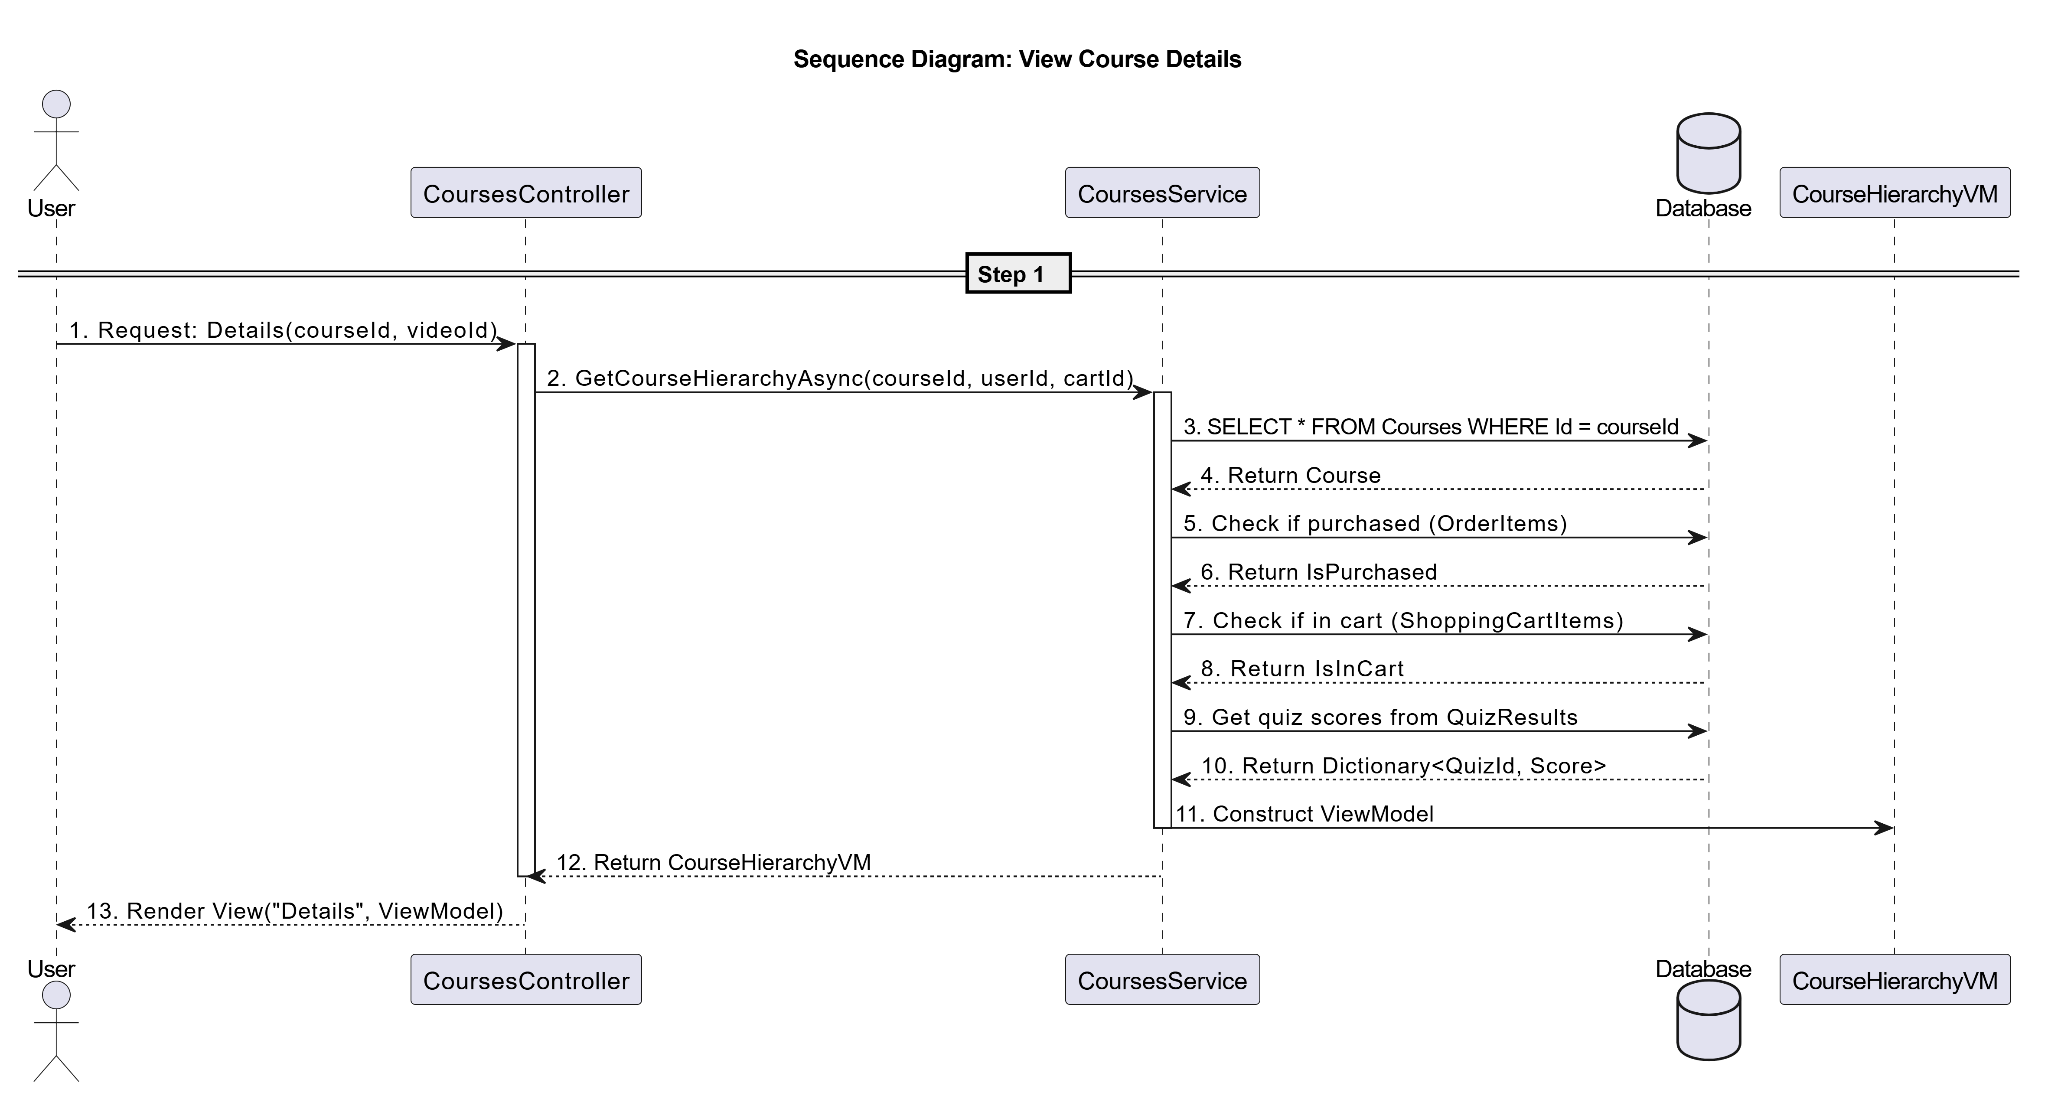 Sequence Diagram: View Course Details
User
CoursesController
CoursesService
Database
CourseHierarchyVM
Step 1
1. Request: Details(courseId, videoId)
2. GetCourseHierarchyAsync(courseId, userId, cartId)
3. SELECT * FROM Courses WHERE Id = courseId
4. Return Course
5. Check if purchased (OrderItems)
6. Return IsPurchased
7. Check if in cart (ShoppingCartItems)
8. Return IsInCart
9. Get quiz scores from QuizResults
10. Return Dictionary<QuizId, Score>
11. Construct ViewModel
12. Return CourseHierarchyVM
13. Render View("Details", ViewModel)
User
CoursesController
CoursesService
Database
CourseHierarchyVM